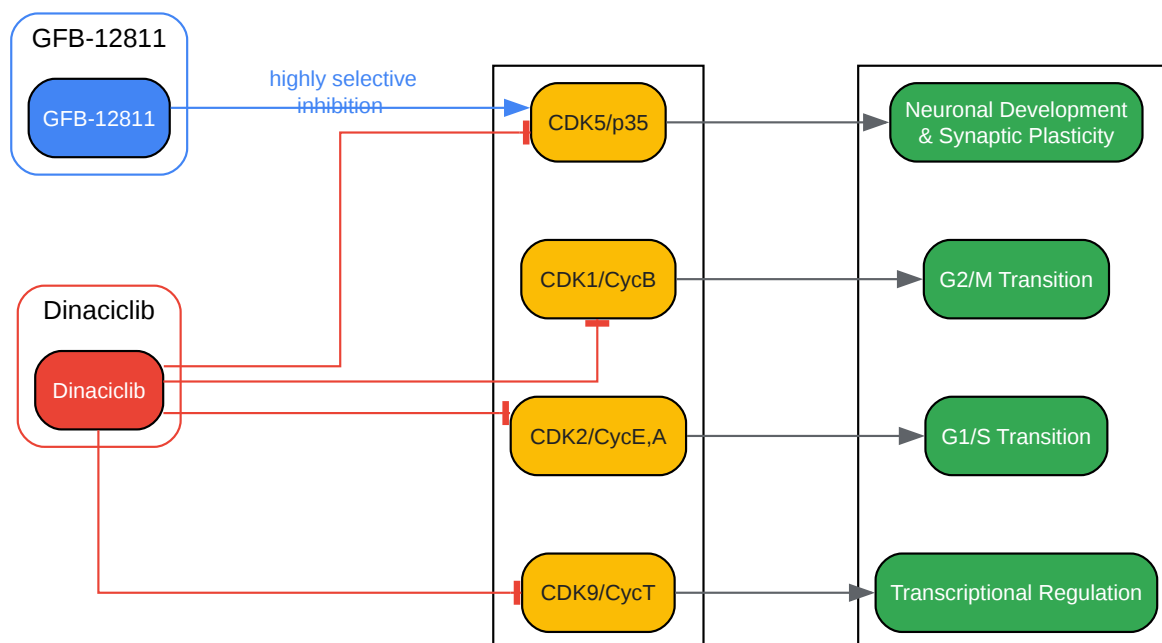 GFB-12811
GFB-12811
highly selective
inhibition
CDK5/p35
Neuronal Development
& Synaptic Plasticity
CDK1/CycB
G2/M Transition
Dinaciclib
Dinaciclib
CDK2/CycE,A
G1/S Transition
CDK9/CycT
Transcriptional Regulation